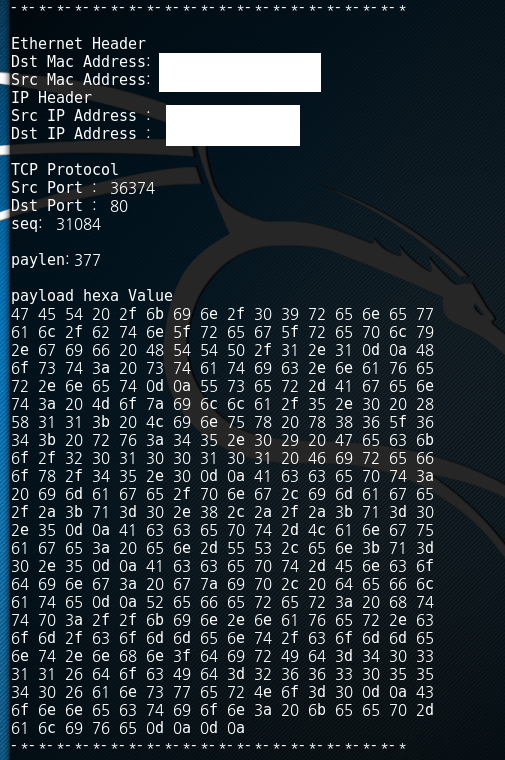 - *- *- *- *- *- *- *- *- *- *- *- *- *- *- *- *- *- *- *- *- *- *
Ethernet Header
Dst Mac Address:
Src Mac Address:
IP Header
Src IP Address :
Dst IP Address :
TCP Protocol
Src Port : 36374
Dst Port : 80
seq: 31084
paylen: 377
payload hexa Value
47 45 54 20 2f 6b 69 6e 2f 30 39 72 65 6e 65 77
61 6c 2f 62 74 6e 5f 72 65 67 5f 72 65 70 6c 79
2e 67 69 66 20 48 54 54 50 2f 31 2e 31 0d 0a 48
6f 73 74 3a 20 73 74 61 74 69 63 2e 6e 61 76 65
72 2e 6e 65 74 0d 0a 55 73 65 72 2d 41 67 65 6e
74 3a 20 4d 6f 7a 69 6c 6c 61 2f 35 2e 30 20 28
58 31 31 3b 20 4c 69 6e 75 78 20 78 38 36 5f 36
34 3b 20 72 76 3a 34 35 2e 30 29 20 47 65 63 6b
6f 2f 32 30 31 30 30 31 30 31 20 46 69 72 65 66
6f 78 2f 34 35 2e 30 0d 0a 41 63 63 65 70 74 3a
20 69 6d 61 67 65 2f 70 6e 67 2c 69 6d 61 67 65
2f 2a 3b 71 3d 30 2e 38 2c 2a 2f 2a 3b 71 3d 30
2e 35 0d 0a 41 63 63 65 70 74 2d 4c 61 6e 67 75
61 67 65 3a 20 65 6e 2d 55 53 2c 65 6e 3b 71 3d
30 2e 35 0d 0a 41 63 63 65 70 74 2d 45 6e 63 6f
64 69 6e 67 3a 20 67 7a 69 70 2c 20 64 65 66 6c
61 74 65 0d 0a 52 65 66 65 72 65 72 3a 20 68 74
74 70 3a 2f 2f 6b 69 6e 2e 6e 61 76 65 72 2e 63
6f 6d 2f 63 6f 6d 6d 65 6e 74 2f 63 6f 6d 6d 65
6e 74 2e 6e 68 6e 3f 64 69 72 49 64 3d 34 30 33
31 31 26 64 6f 63 49 64 3d 32 36 36 33 30 35 35
34 30 26 61 6e 73 77 65 72 4e 6f 3d 30 0d 0a 43
6f 6e 6e 65 63 74 69 6f 6e 3a 20 6b 65 65 70 2d
61 6c 69 76 65 0d 0a 0d 0a
- *- *- *- *- *- *- *- *- *- *- *- *- *- *- *- *- *- *- *- *- *- *